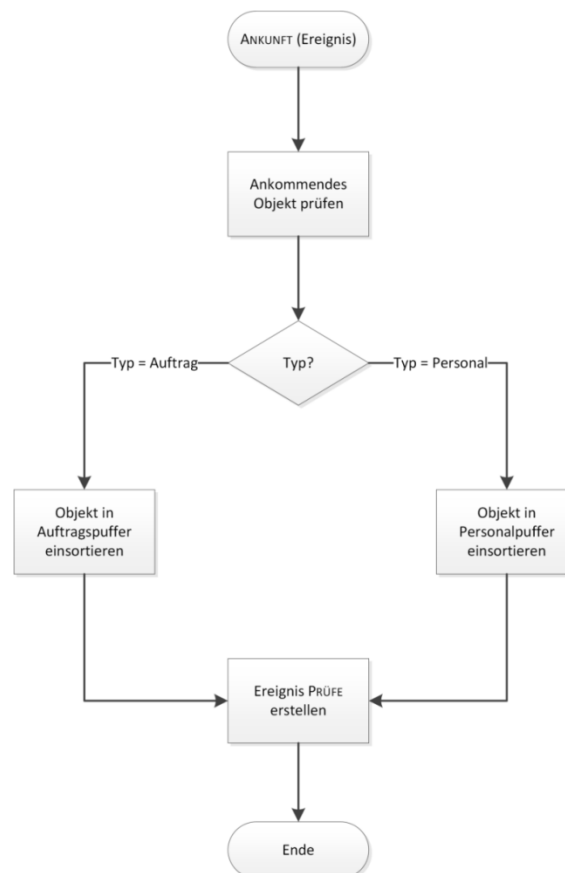 ANKUNFT (Ereignis)
Ankommendes
Objekt prüfen
Typ = Auftrag
Typ?
Typ = Personal
Objekt in
Auftragspuffer
einsortieren
Objekt in
Personalpuffer
einsortieren
Ereignis PRÜFE
erstellen
Ende